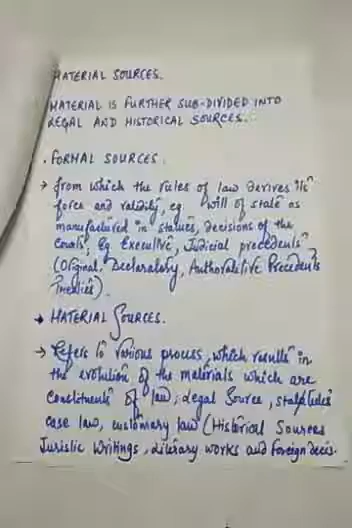 MATERIAL SOURCES.
MATERIAL IS FURTHER SUB-DIVIDED INTO
LEGAL AND HISTORICAL SOURCES.
. FORMAL SOURCES.
→ from which the rules of law derives its
force and validity, eg. will of state as
manufactured in statues, decisions of the
Courts, Eg. Executive, Judicial precedents
(Original, Declaratory, Authoratative Precedents
Theories).
→ MATERIAL SOURCES.
→ Refers to various process, which results in
the evolution of the materials which are
Constituents of law; Legal Source,
case law, customary law (Historical Sources
Juristic Writings, literary works and foreign decis.